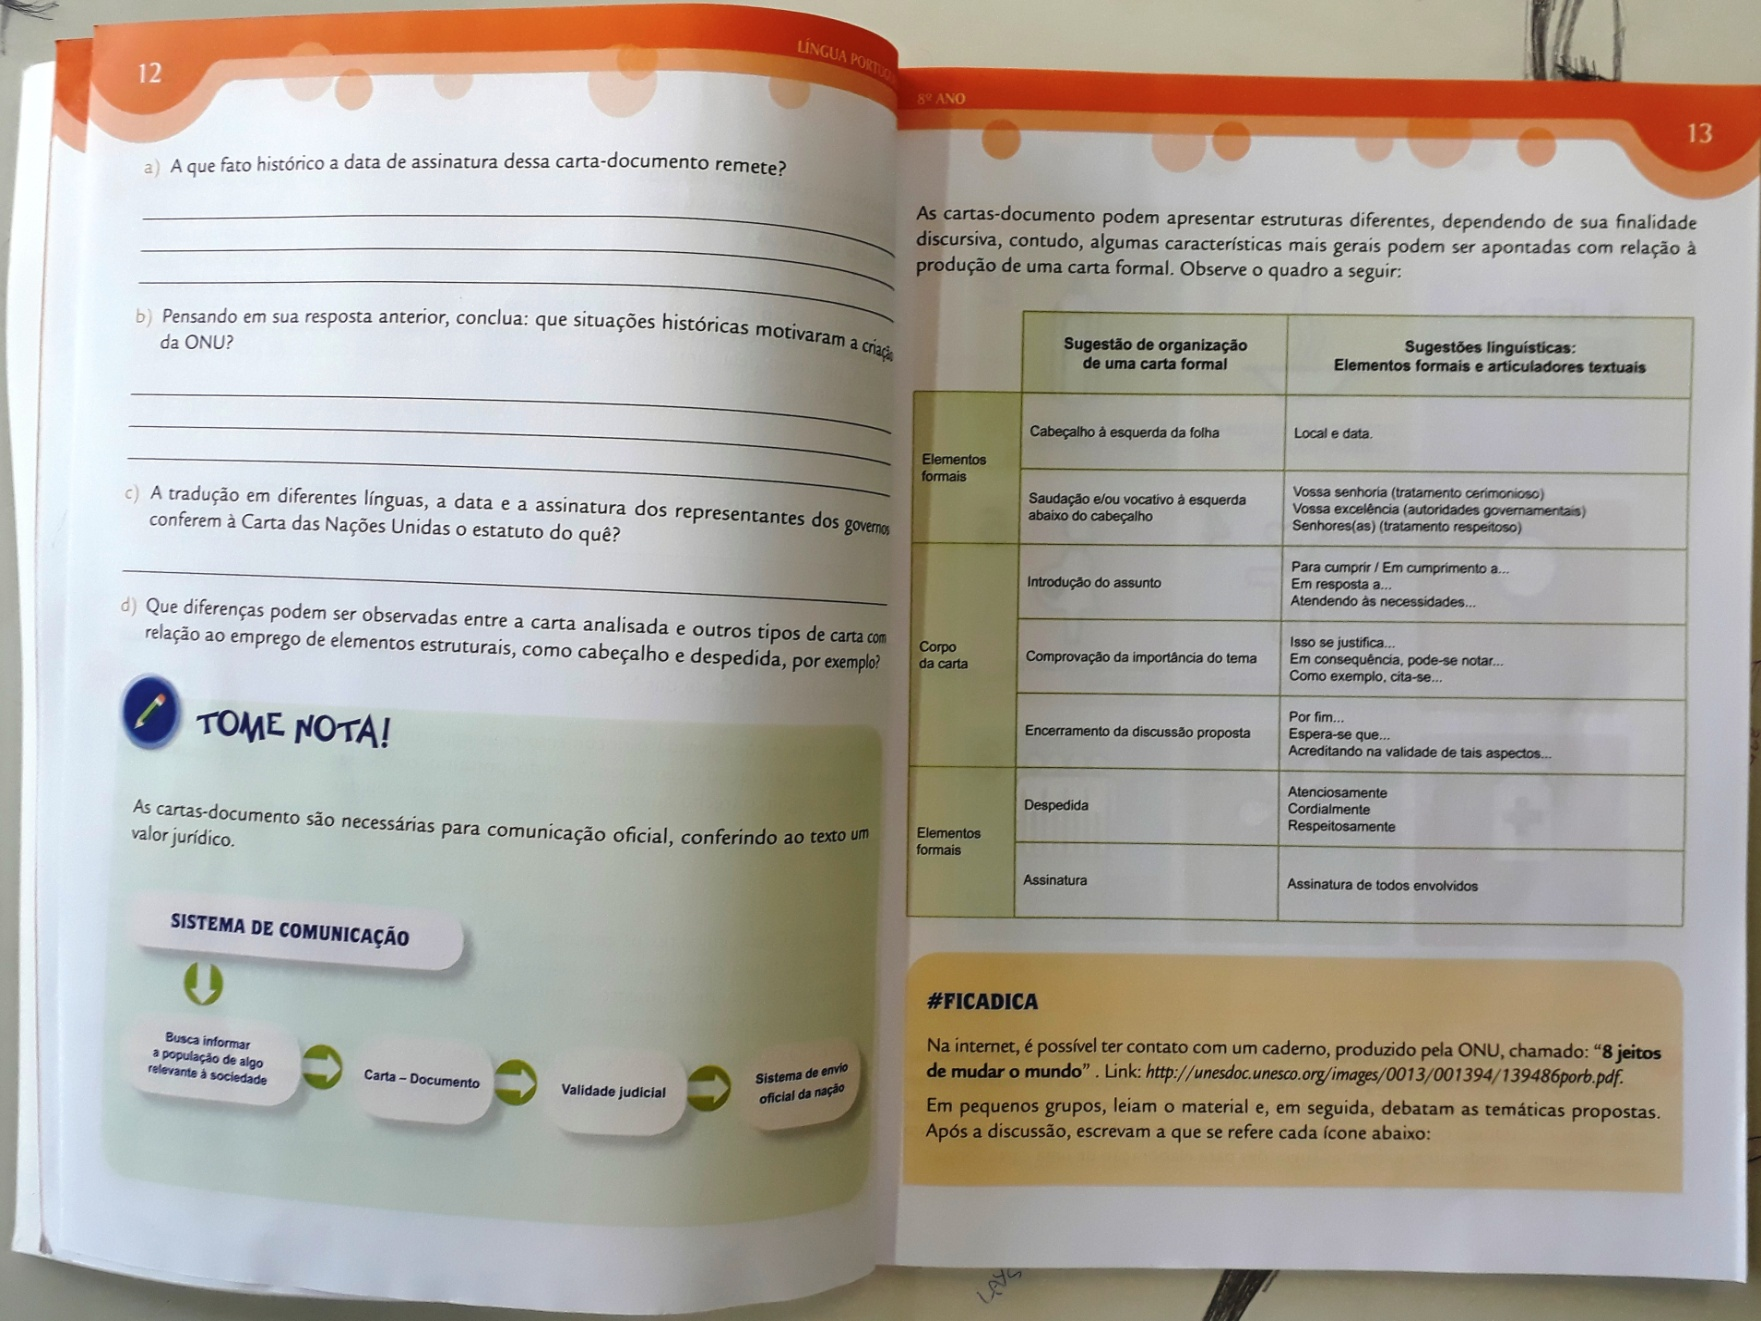 12
LÍNGUA PORTUGU
a) A que fato histórico a data de assinatura dessa carta-documento remete?
b) Pensando em sua resposta anterior, conclua: que situações históricas motivaram a criação
da ONU?
c) A tradução em diferentes línguas, a data e a assinatura dos representantes dos governos
conferem à Carta das Nações Unidas o estatuto do quê?
d) Que diferenças podem ser observadas entre a carta analisada e outros tipos de carta com
relação ao emprego de elementos estruturais, como cabeçalho e despedida, por exemplo?
TOME NOTA!
As cartas-documento são necessárias para comunicação oficial, conferindo ao texto um
valor jurídico.
SISTEMA DE COMUNICAÇÃO
Busca informar
a população de algo
relevante à sociedade
Carta – Documento
Validade judicial
Sistema de envio
oficial da nação
8º ANO
13
As cartas-documento podem apresentar estruturas diferentes, dependendo de sua finalidade
discursiva, contudo, algumas características mais gerais podem ser apontadas com relação à
produção de uma carta formal. Observe o quadro a seguir:
Sugestão de organização
de uma carta formal
Sugestões linguísticas:
Elementos formais e articuladores textuais
Elementos
formais
Cabeçalho à esquerda da folha
Local e data.
Saudação e/ou vocativo à esquerda
abaixo do cabeçalho
Vossa senhoria (tratamento cerimonioso)
Vossa excelência (autoridades governamentais)
Senhores(as) (tratamento respeitoso)
Corpo
da carta
Introdução do assunto
Para cumprir / Em cumprimento a...
Em resposta a...
Atendendo às necessidades...
Comprovação da importância do tema
Isso se justifica...
Em consequência, pode-se notar...
Como exemplo, cita-se...
Encerramento da discussão proposta
Por fim...
Espera-se que...
Acreditando na validade de tais aspectos...
Elementos
formais
Despedida
Atenciosamente
Cordialmente
Respeitosamente
Assinatura
Assinatura de todos envolvidos
#FICADICA
Na internet, é possível ter contato com um caderno, produzido pela ONU, chamado: “8 jeitos
de mudar o mundo” . Link: http://unesdoc.unesco.org/images/0013/001394/139486porb.pdf.
Em pequenos grupos, leiam o material e, em seguida, debatam as temáticas propostas.
Após a discussão, escrevam a que se refere cada ícone abaixo: